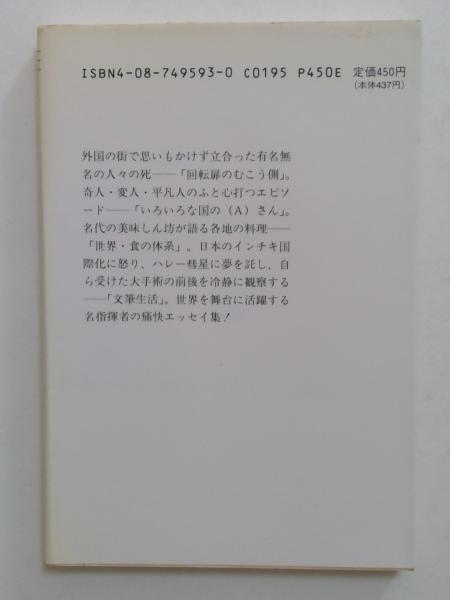 ISBN4-08-749593-0 C0195 P450E 定価450円
(本体437円)
外国の街で思いもかけず立合った有名無
名の人々の死——「回転扉のむこう側」。
奇人・変人・平凡人のふと心打つエピソ
ード——「いろいろな国の（A）さん」。
名代の美味しん坊が語る各地の料理——
「世界・食の体系」。日本のインチキ国
際化に怒り、ハレー彗星に夢を託し、自
ら受けた大手術の前後を冷静に観察する
——「文筆生活」。世界を舞台に活躍する
名指揮者の痛快エッセイ集！